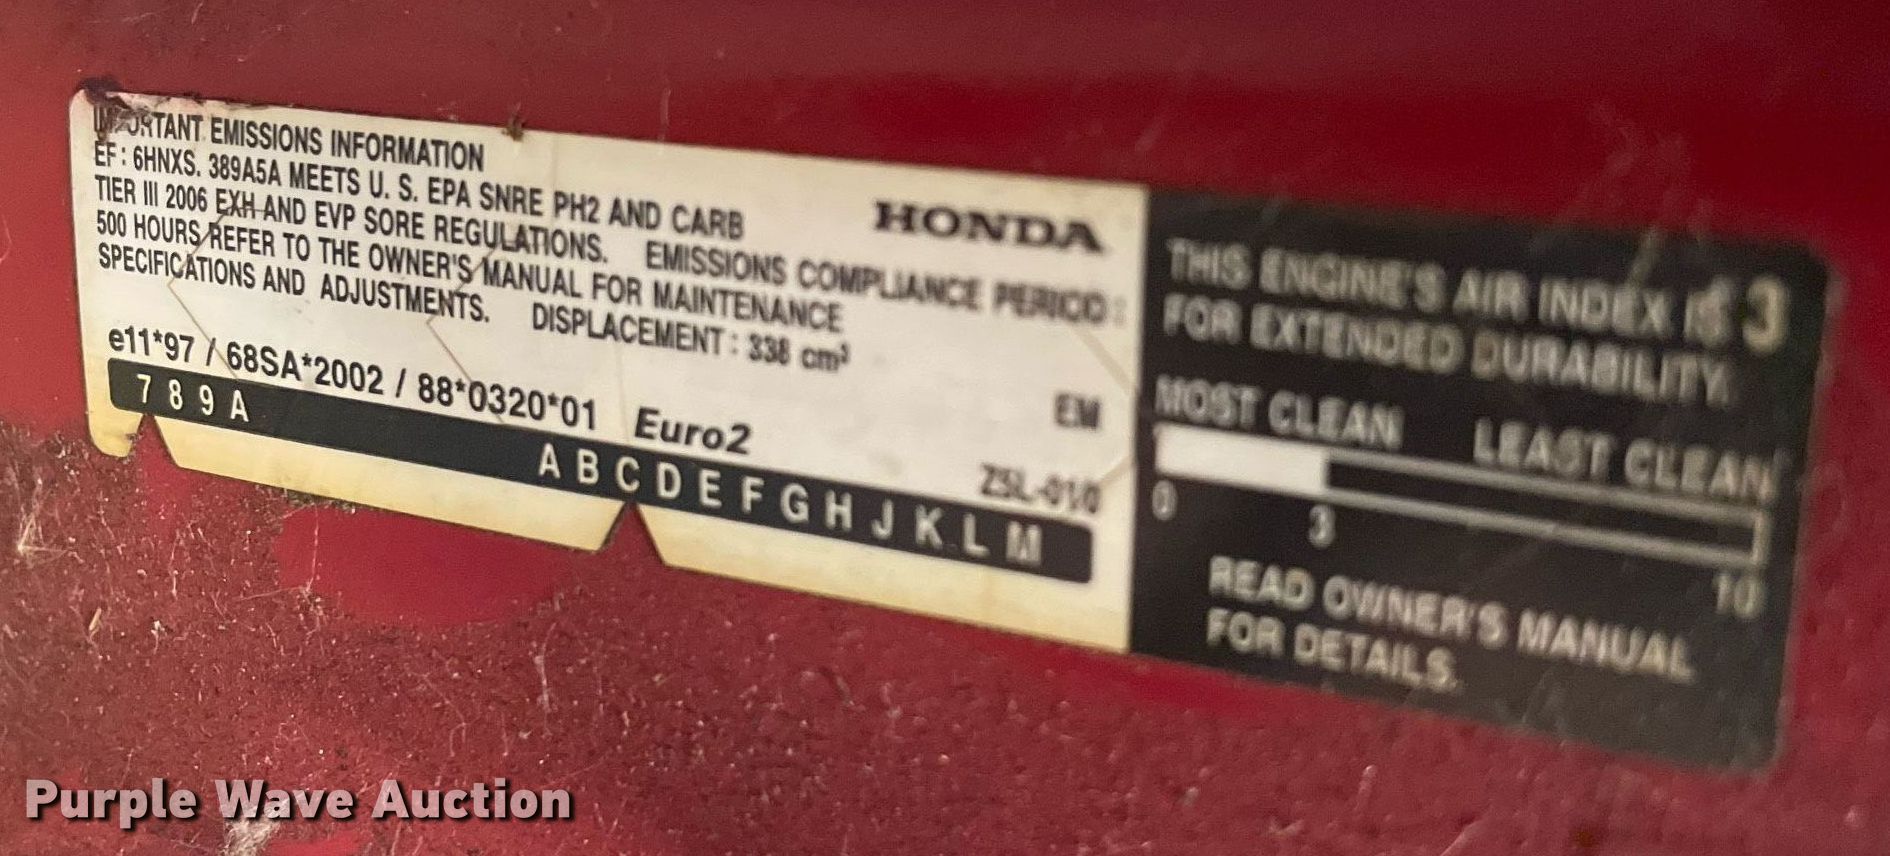 IMPORTANT EMISSIONS INFORMATION
EF: 6HNXS. 389A5A MEETS U. S. EPA SNRE PH2 AND CARB
TIER III 2006 EXH AND EVP SORE REGULATIONS. EMISSIONS COMPLIANCE PERIOD:
500 HOURS REFER TO THE OWNER'S MANUAL FOR MAINTENANCE
SPECIFICATIONS AND ADJUSTMENTS. DISPLACEMENT: 338 cm³
HONDA
e11*97 / 68SA*2002 / 88*0320*01 Euro2
EM
Z5L-010
7 8 9 A
A B C D E F G H J K L M
THIS ENGINE'S AIR INDEX IS 3
FOR EXTENDED DURABILITY.
MOST CLEAN LEAST CLEAN
0 3 10
READ OWNER'S MANUAL
FOR DETAILS.
Purple Wave Auction